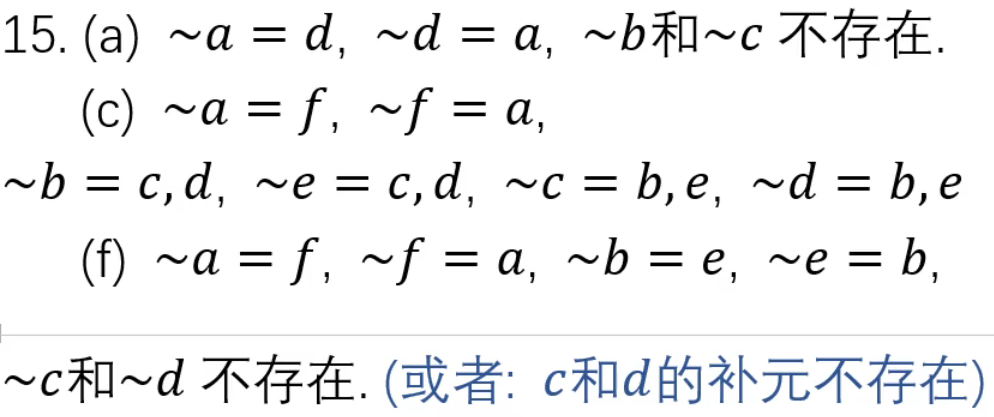 15. (a) ~a = d, ~d = a, ~b和~c 不存在.
(c) ~a = f, ~f = a,
~b = c,d, ~e = c,d, ~c = b,e, ~d = b,e
(f) ~a = f, ~f = a, ~b = e, ~e = b,
~c和~d 不存在. (或者: c和d的补元不存在)